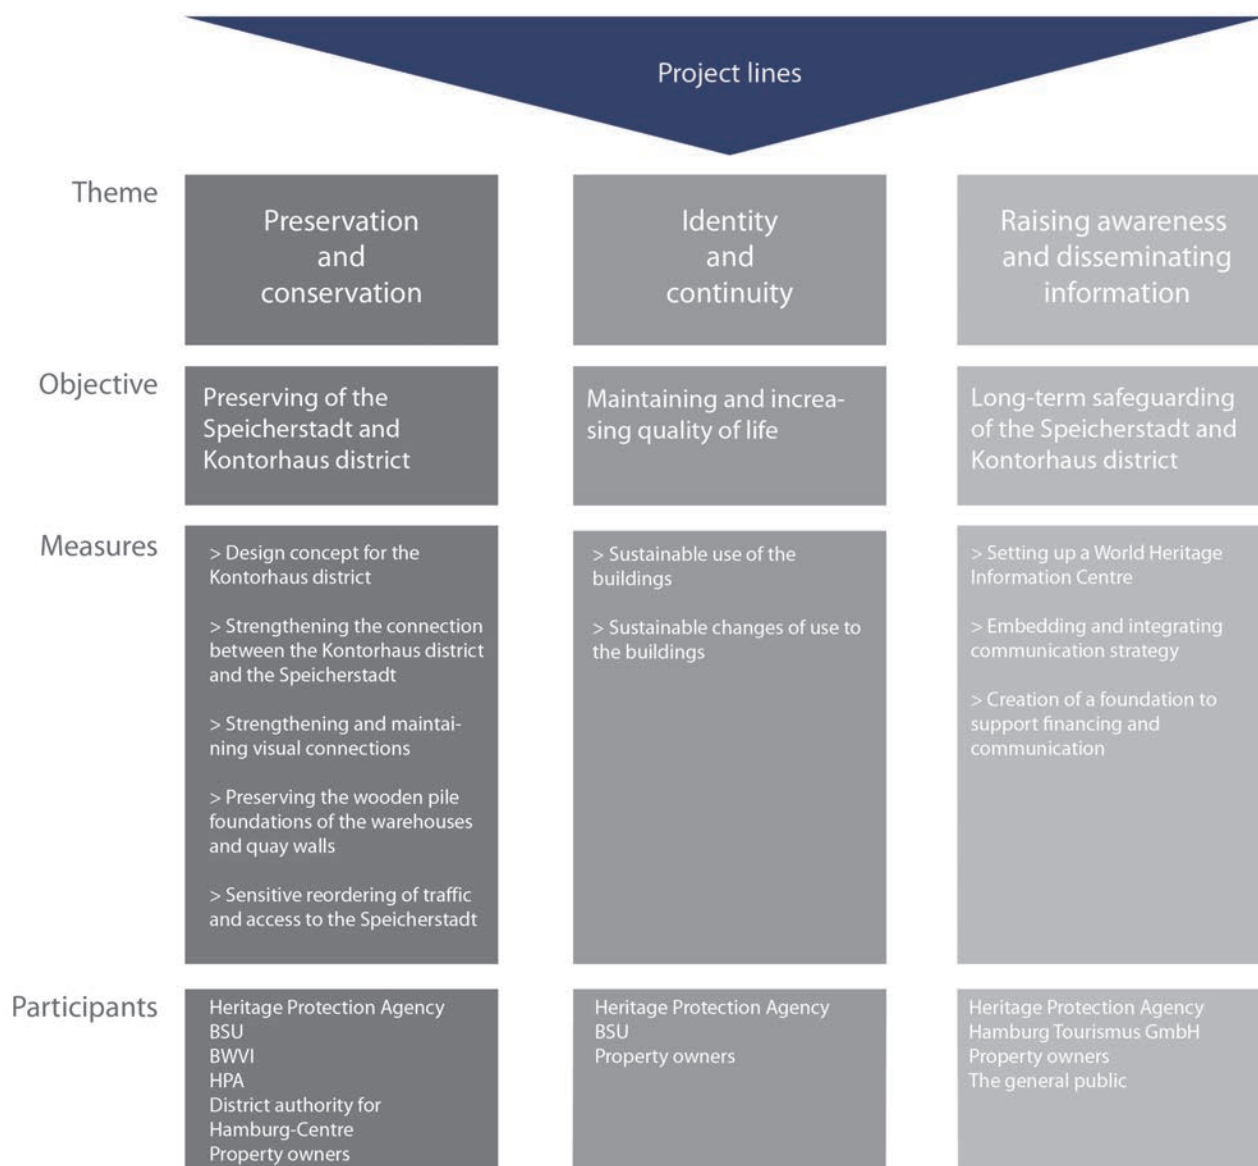 Project lines
Theme
Preservation
and
conservation
Identity
and
continuity
Raising awareness
and disseminating
information
Objective
Preserving of the
Speicherstadt and
Kontorhaus district
Maintaining and increa-
sing quality of life
Long-term safeguarding
of the Speicherstadt and
Kontorhaus district
Measures
> Design concept for the
Kontorhaus district
> Strengthening the connection
between the Kontorhaus district
and the Speicherstadt
> Strengthening and maintai-
ning visual connections
> Preserving the wooden pile
foundations of the warehouses
and quay walls
> Sensitive reordering of traffic
and access to the Speicherstadt
> Sustainable use of the
buildings
> Sustainable changes of use to
the buildings
> Setting up a World Heritage
Information Centre
> Embedding and integrating
communication strategy
> Creation of a foundation to
support financing and
communication
Participants
Heritage Protection Agency
BSU
BWVI
HPA
District authority for
Hamburg-Centre
Property owners
Heritage Protection Agency
BSU
Property owners
Heritage Protection Agency
Hamburg Tourismus GmbH
Property owners
The general public